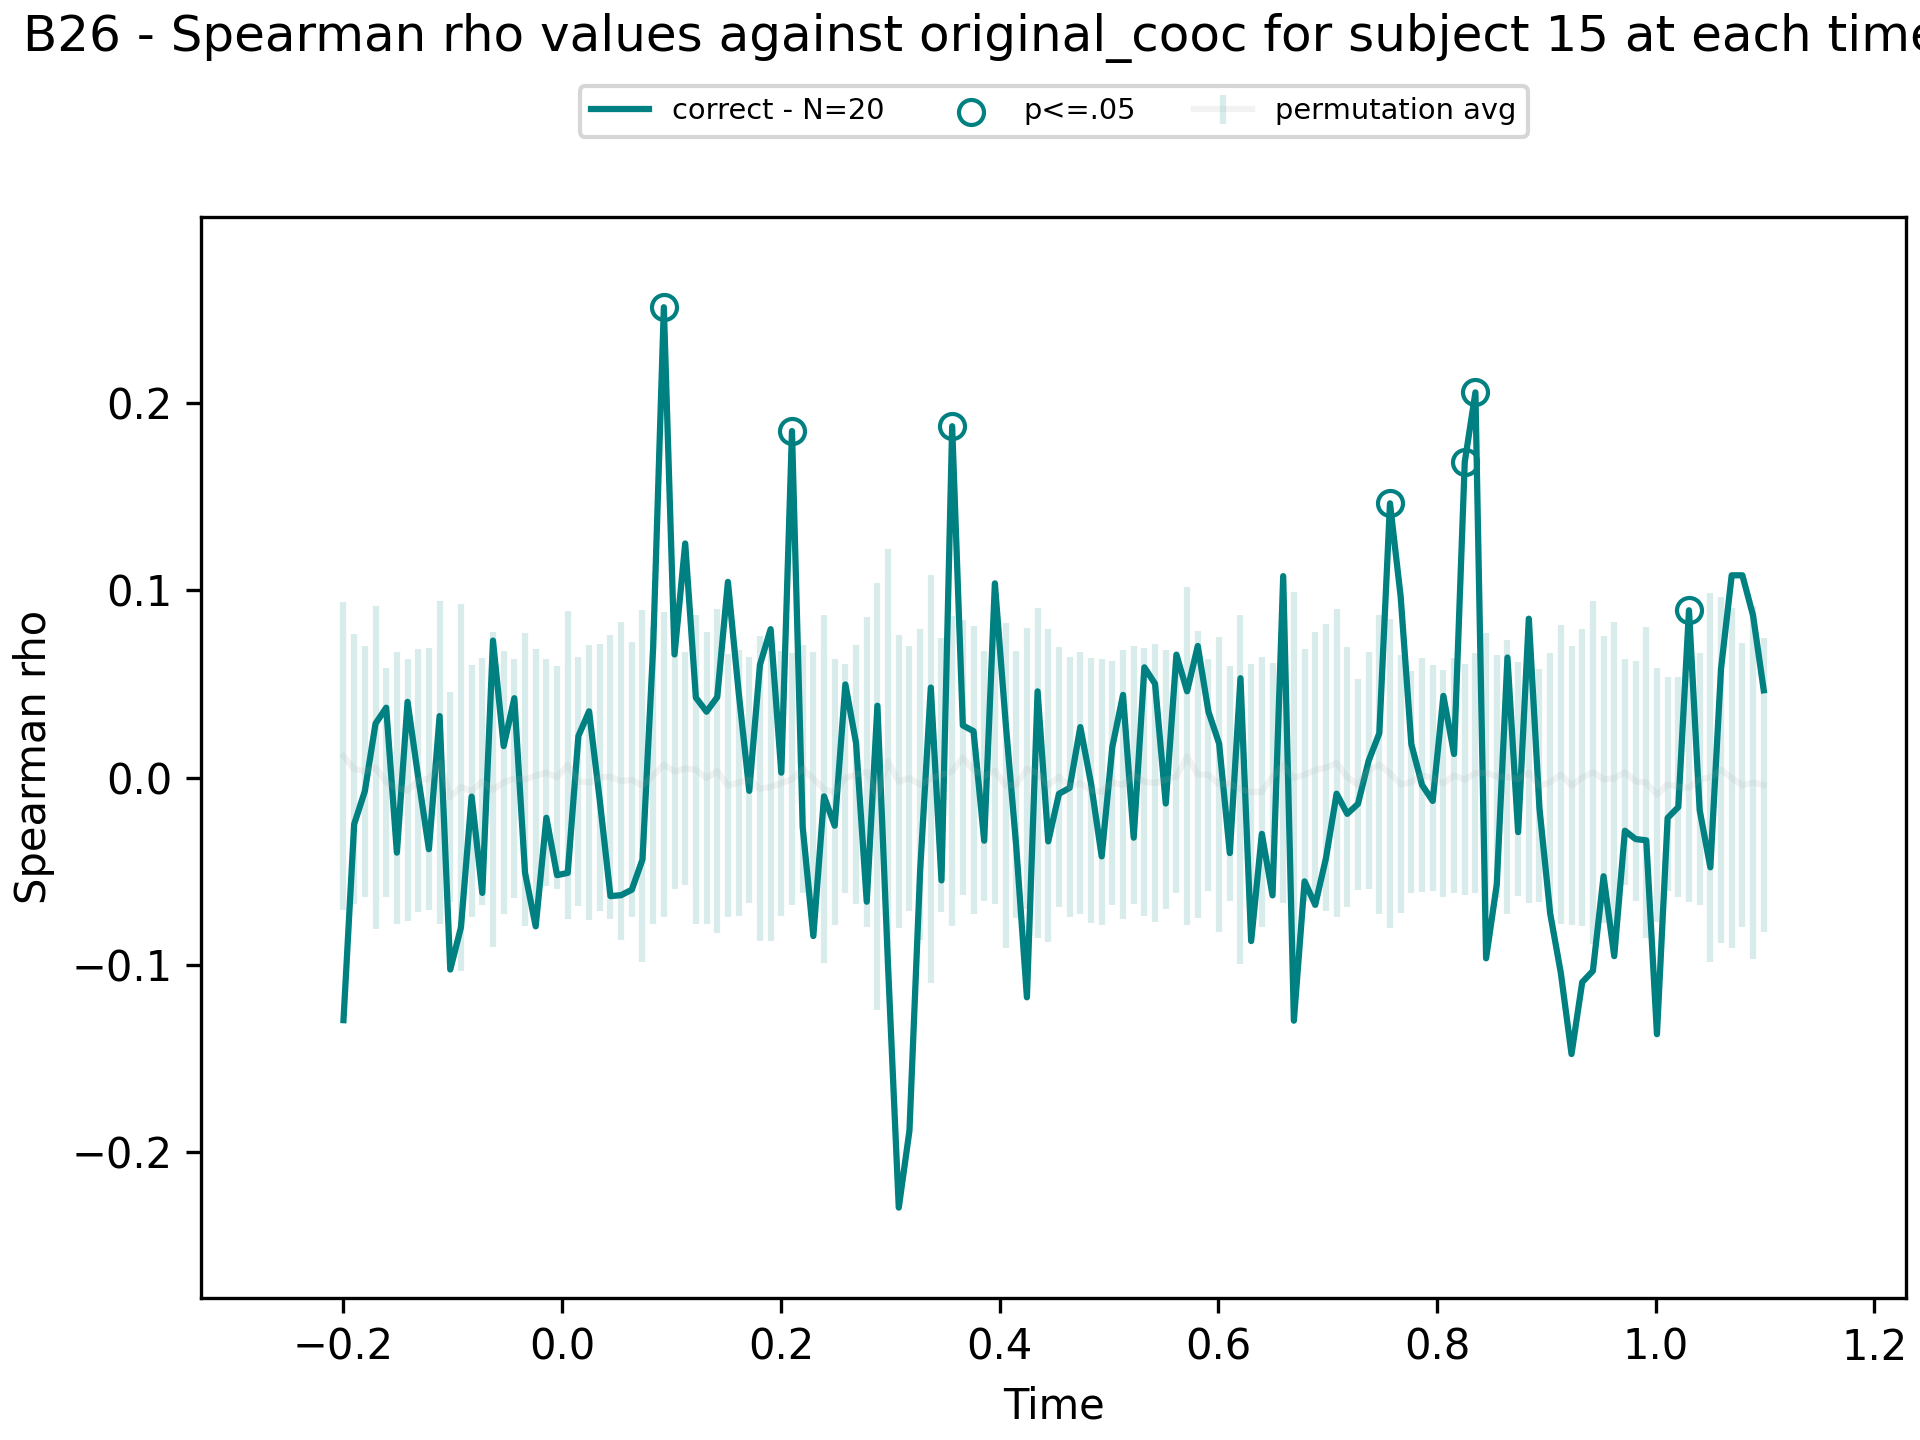 B26 - Spearman rho values against original_cooc for subject 15 at each time
correct - N=20 p<=.05 permutation avg
Spearman rho
0.2
0.1
0.0
−0.1
−0.2
−0.2 0.0 0.2 0.4 0.6 0.8 1.0 1.2
Time